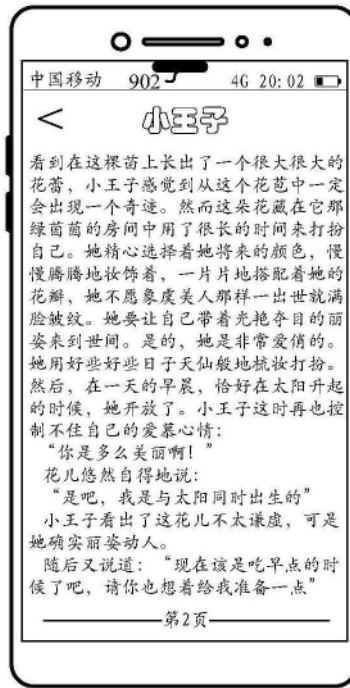 中国移动 902 4G 20:02
< 小王子
看到在这棵苗上长出了一个很大很大的
花蕾，小王子感觉到从这个花苞中一定
会出现一个奇迹。然而这朵花藏在它那
绿茵茵的房间中用了很长的时间来打扮
自己。她精心选择着她将来的颜色，慢
慢腾腾地妆饰着，一片片地搭配着她的
花瓣，她不愿象虞美人那样一出世就满
脸皱纹。她要让自己带着光艳夺目的丽
姿来到世间。是的，她是非常爱俏的。
她用好些好些日子天仙般地梳妆打扮。
然后，在一天的早晨，恰好在太阳升起
的时候，她开放了。小王子这时再也控
制不住自己的爱慕心情：
“你是多么美丽啊！”
花儿悠然自得地说：
“是吧，我是与太阳同时出生的”
小王子看出了这花儿不太谦虚，可是
她确实丽姿动人。
随后又说道：“现在该是吃早点的时
候了吧，请你也想着给我准备一点”
第2页